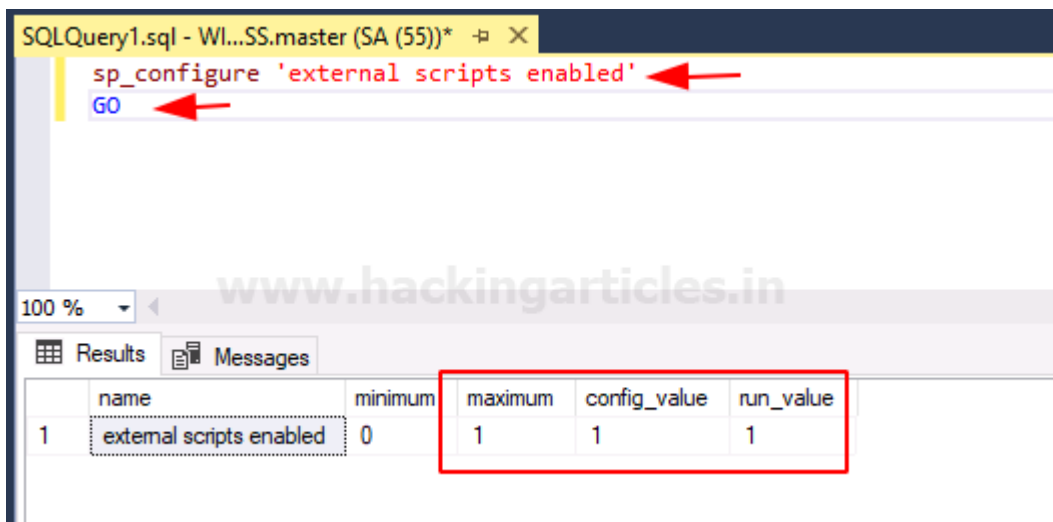 SQLQuery1.sql - WI...SS.master (SA (55))*
sp_configure 'external scripts enabled'
GO
www.hackingarticles.in
100 %
Results Messages
name minimum maximum config_value run_value
1 external scripts enabled 0 1 1 1